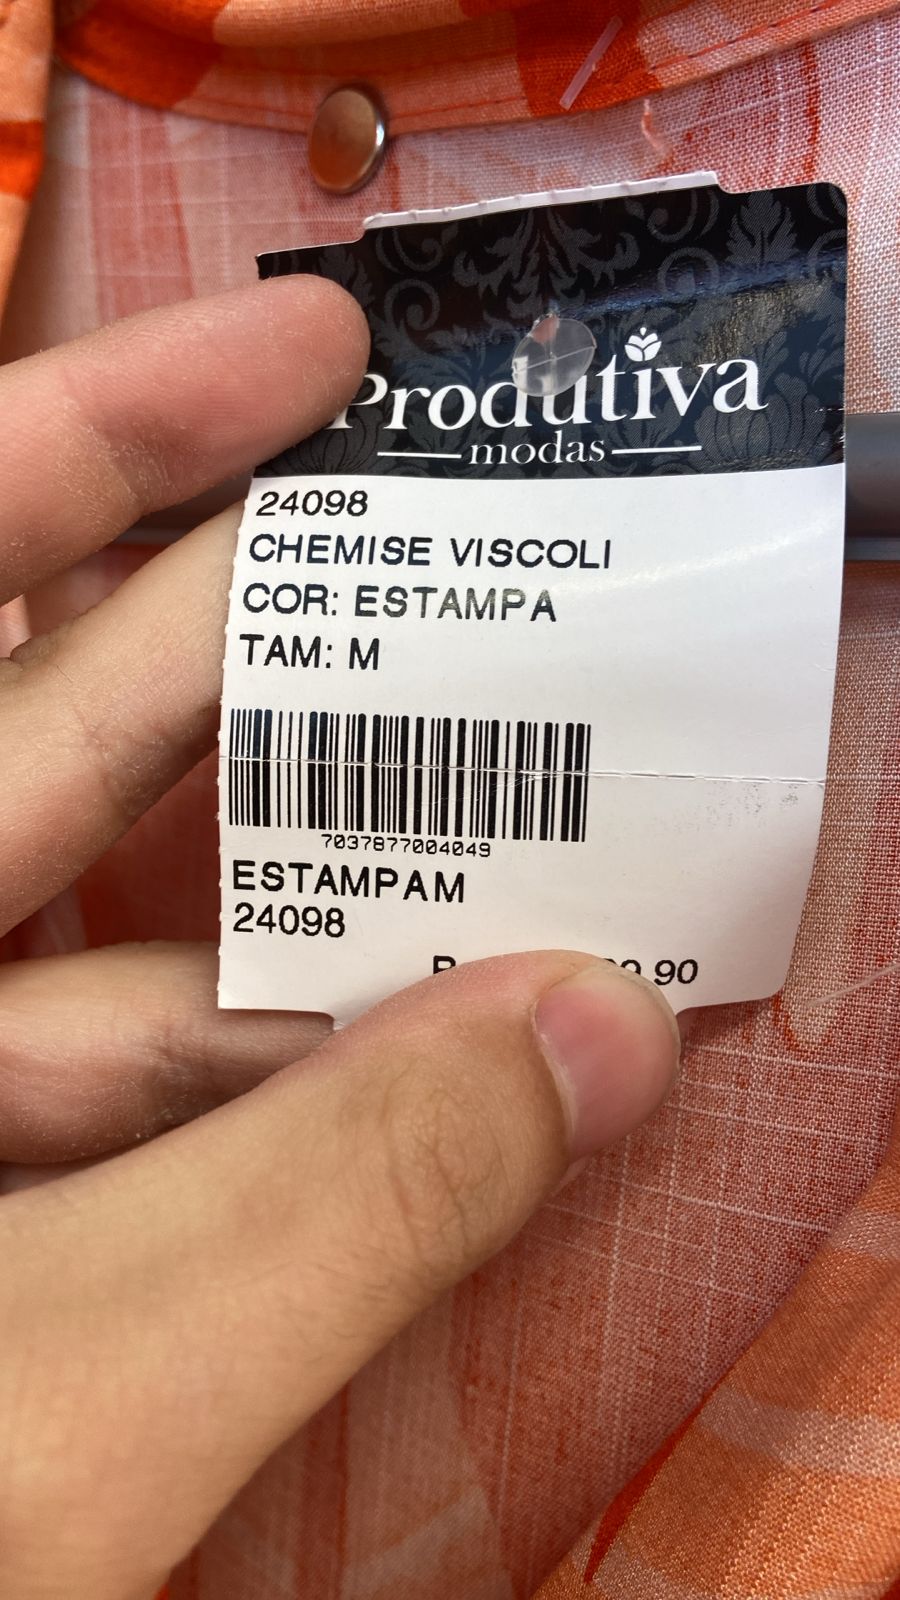 Produtiva
modas
24098
CHEMISE VISCOLI
COR: ESTAMPA
TAM: M
7037877004049
ESTAMPAM
24098